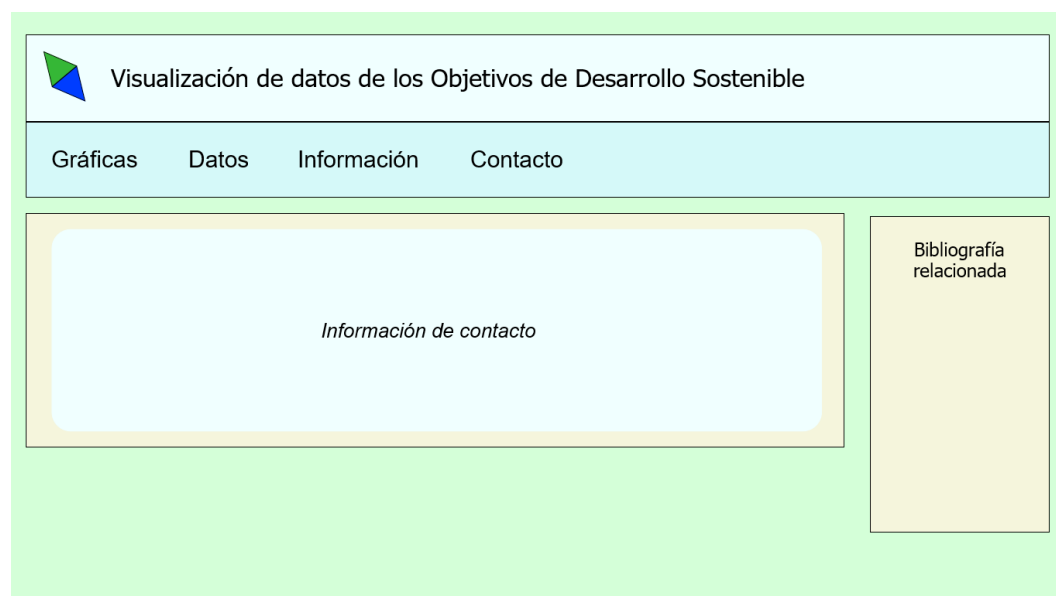 Visualización de datos de los Objetivos de Desarrollo Sostenible
Gráficas Datos Información Contacto
Información de contacto
Bibliografía
relacionada